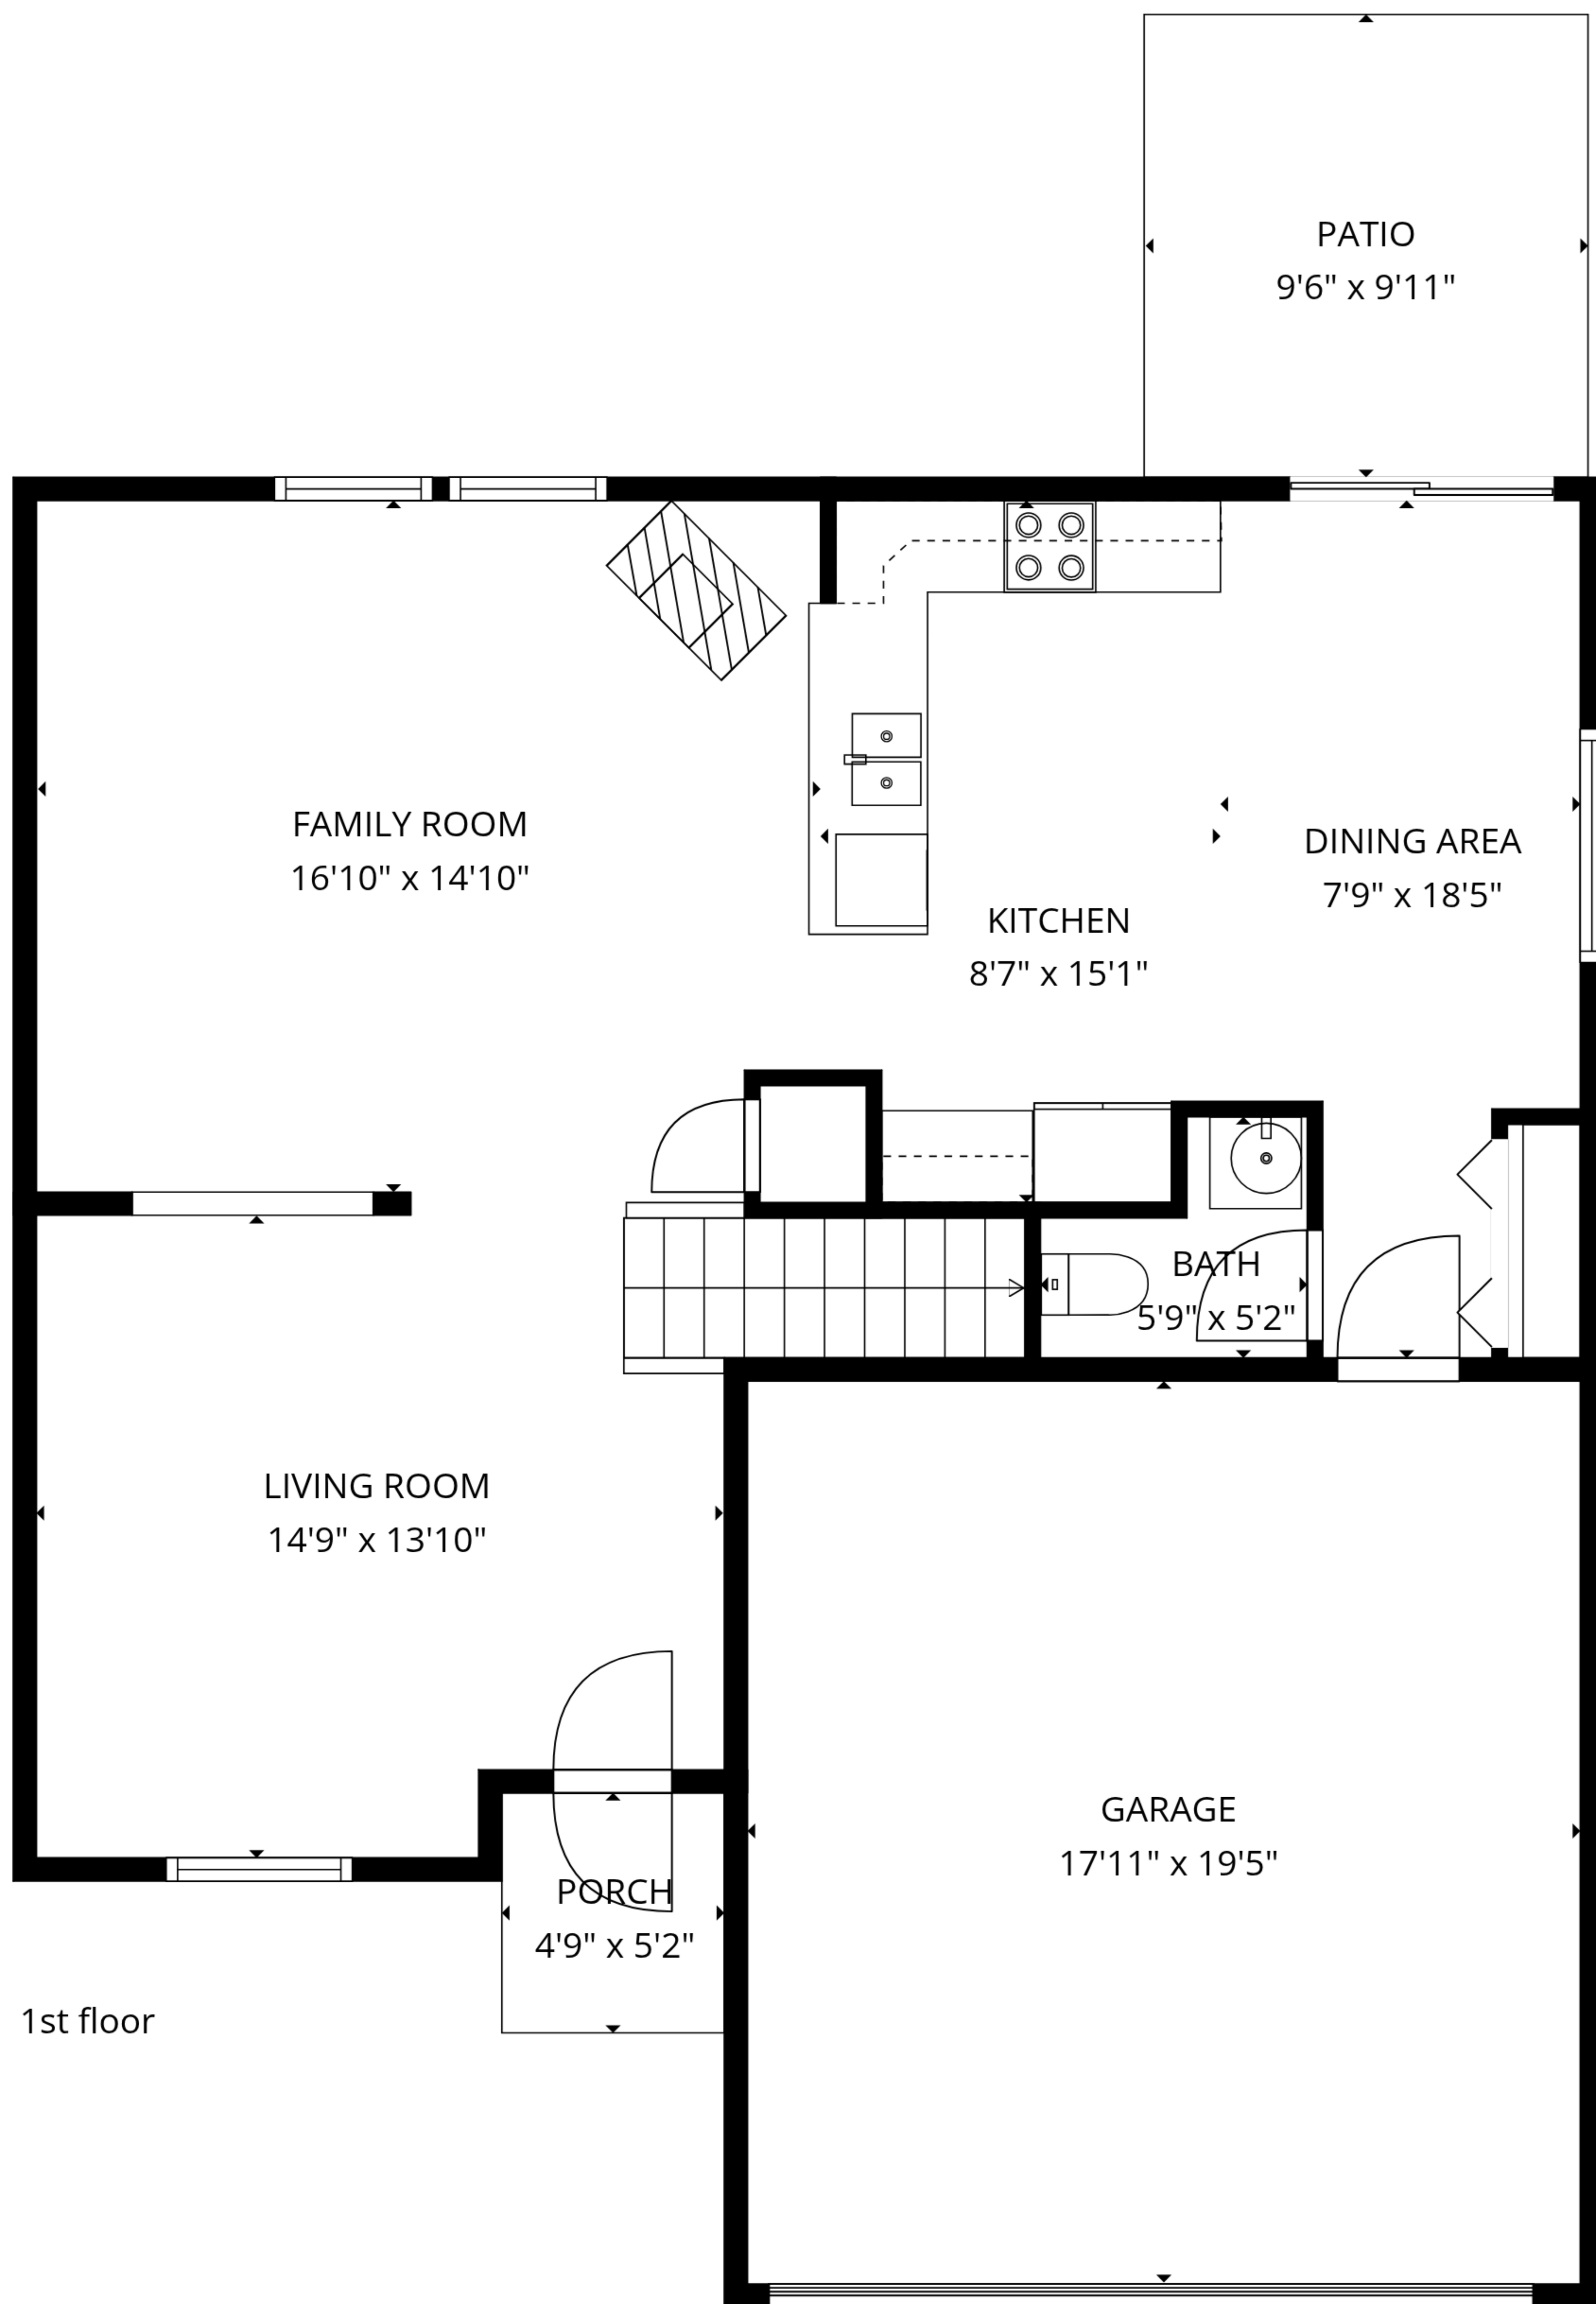 PATIO
9'6" x 9'11"
FAMILY ROOM
16'10" x 14'10"
DINING AREA
7'9" x 18'5"
KITCHEN
8'7" x 15'1"
BATH
5'9" x 5'2"
LIVING ROOM
14'9" x 13'10"
GARAGE
17'11" x 19'5"
PORCH
4'9" x 5'2"
1st floor